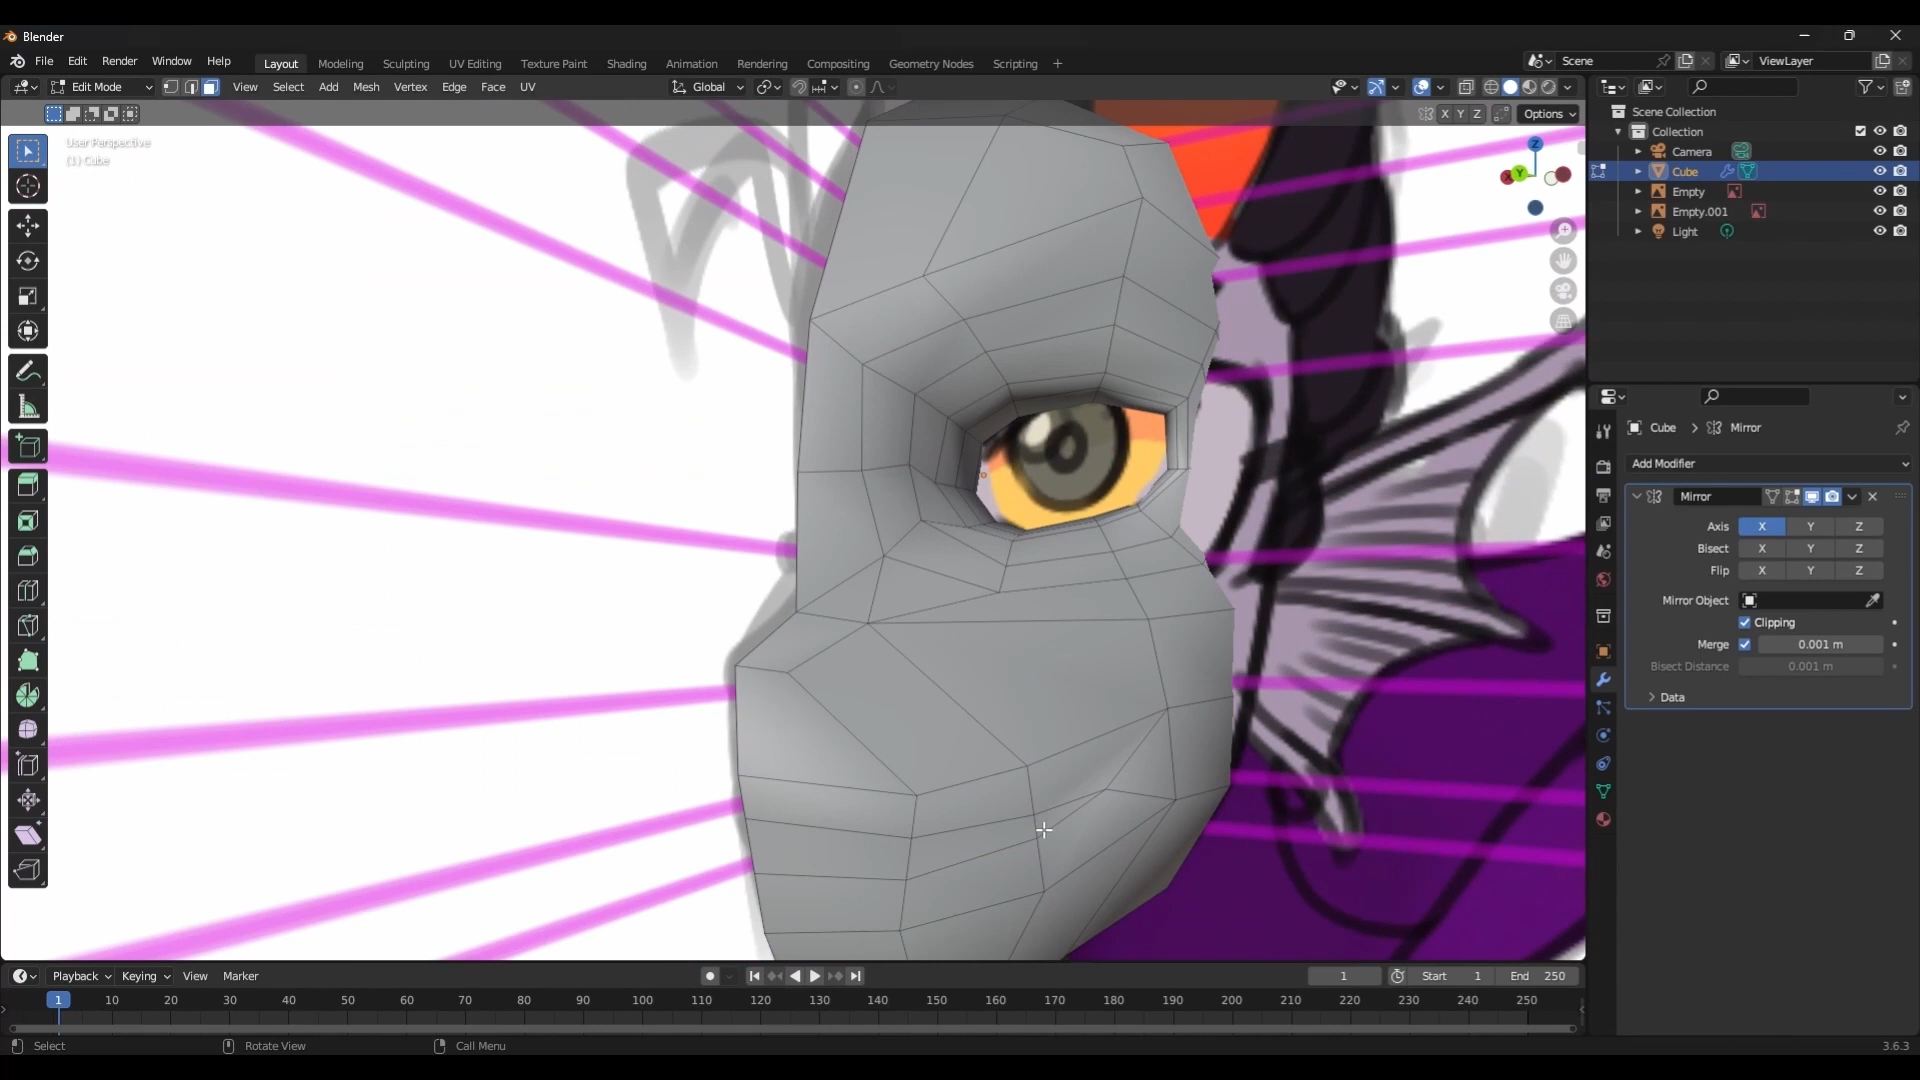 Blender
File Edit Render Window Help
Layout Modeling Sculpting UV Editing Texture Paint Shading Animation Rendering Compositing Geometry Nodes Scripting +
Scene ViewLayer
Edit Mode View Select Add Mesh Vertex Edge Face UV Global
X Y Z Options
User Perspective
(1) Cube
Z
X Y
Scene Collection
Collection
Camera
Cube
Empty
Empty.001
Light
Cube > Mirror
Add Modifier
Mirror
Axis X Y Z
Bisect X Y Z
Flip X Y Z
Mirror Object
Clipping
Merge 0.001 m
Bisect Distance 0.001 m
Data
Playback Keying View Marker
1 Start 1 End 250
1 10 20 30 40 50 60 70 80 90 100 110 120 130 140 150 160 170 180 190 200 210 220 230 240 250
Select Rotate View Call Menu
3.6.3